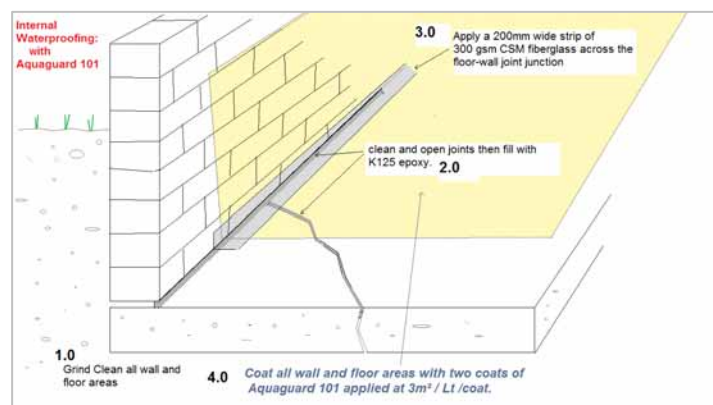 Internal
Waterproofing:
with
Aquaguard 101
3.0 Apply a 200mm wide strip of
300 gsm CSM fiberglass across the
floor-wall joint junction
clean and open joints then fill with
K125 epoxy. 2.0
1.0
Grind Clean all wall and
floor areas
4.0 Coat all wall and floor areas with two coats of
Aquaguard 101 applied at 3m² / Lt /coat.